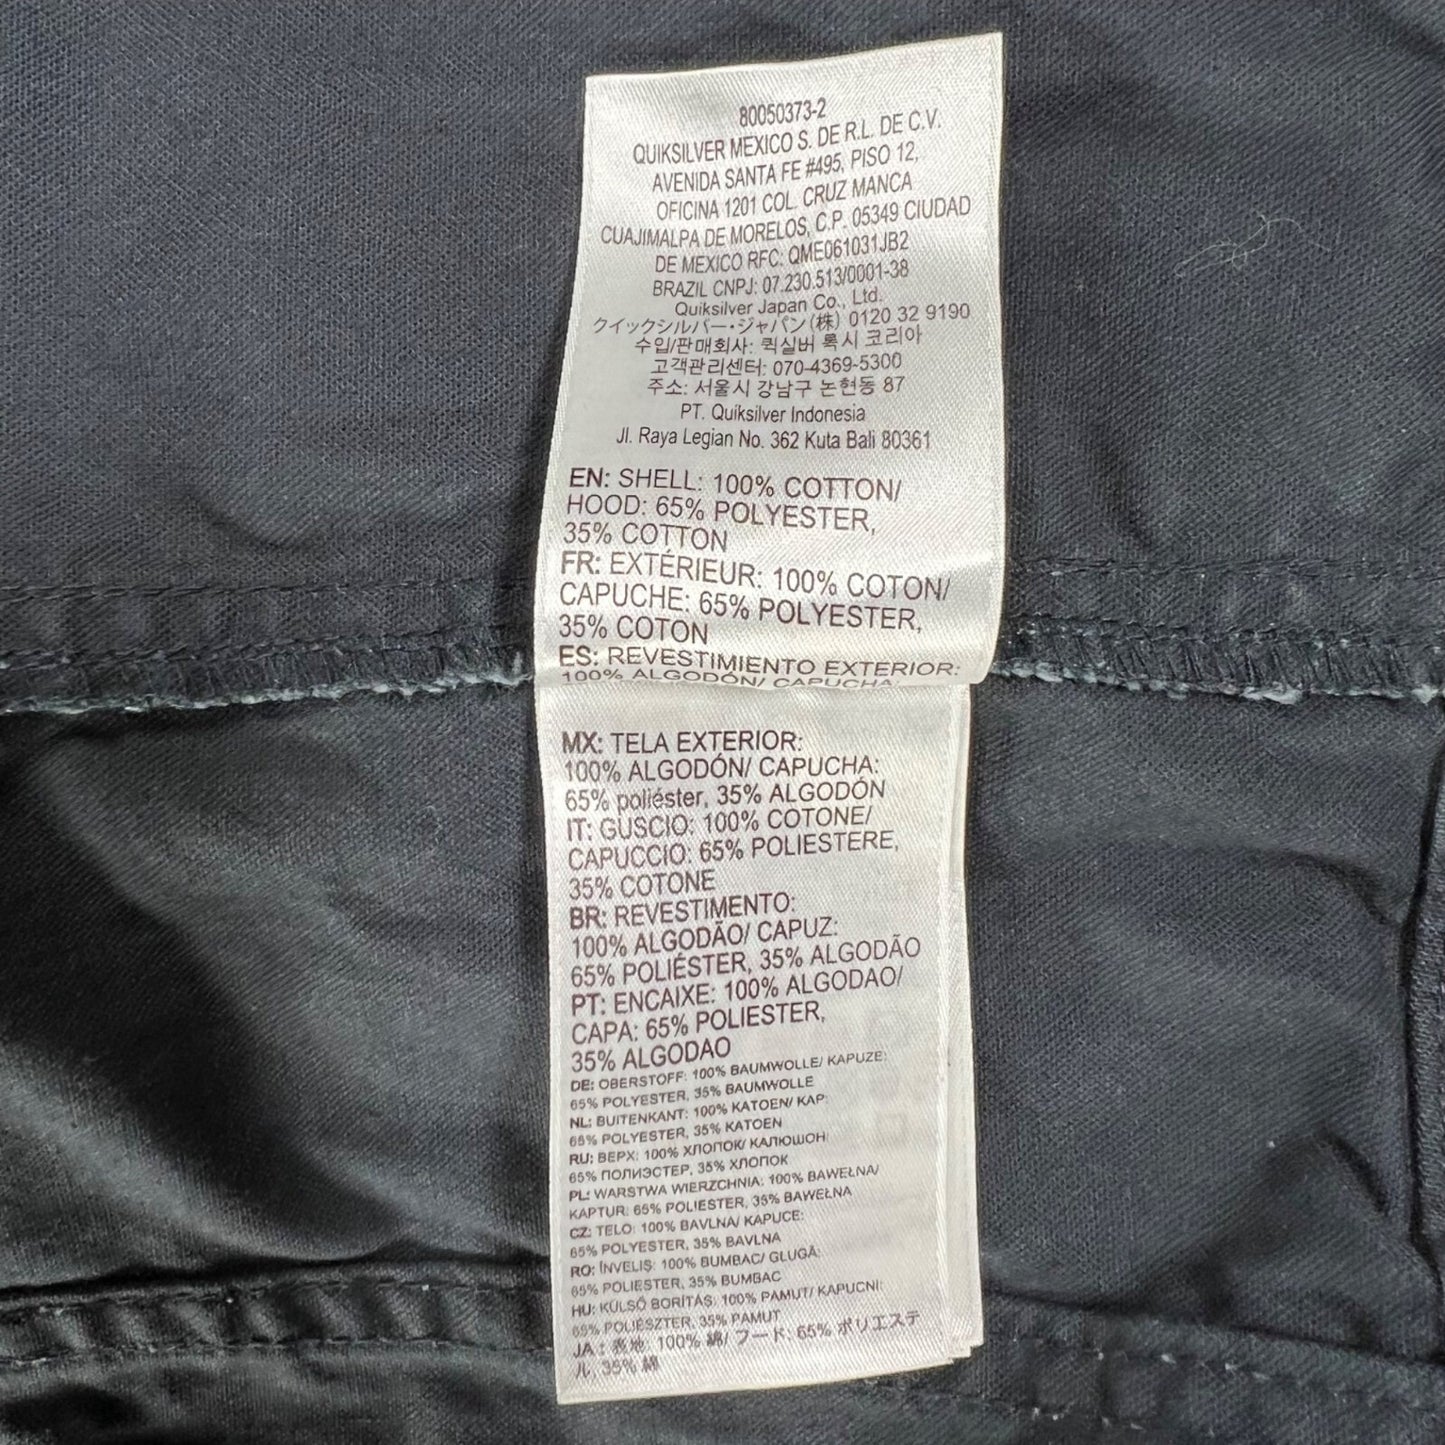 80050373-2
QUIKSILVER MEXICO S. DE R.L. DE C.V.
AVENIDA SANTA FE #495, PISO 12,
OFICINA 1201 COL. CRUZ MANCA
CUAJIMALPA DE MORELOS, C.P. 05349 CIUDAD
DE MEXICO RFC: QME061031JB2
BRAZIL CNPJ: 07.230.513/0001-38
Quiksilver Japan Co., Ltd.
クイックシルバー・ジャパン(株) 0120 32 9190
수입/판매회사: 퀵실버 록시 코리아
고객관리센터: 070-4369-5300
주소: 서울시 강남구 논현동 87
PT. Quiksilver Indonesia
Jl. Raya Legian No. 362 Kuta Bali 80361
EN: SHELL: 100% COTTON/
HOOD: 65% POLYESTER,
35% COTTON
FR: EXTÉRIEUR: 100% COTON/
CAPUCHE: 65% POLYESTER,
35% COTON
ES: REVESTIMIENTO EXTERIOR:
100% ALGODÓN/ CAPUCHA:
MX: TELA EXTERIOR:
100% ALGODÓN/ CAPUCHA:
65% poliéster, 35% ALGODÓN
IT: GUSCIO: 100% COTONE/
CAPUCCIO: 65% POLIESTERE,
35% COTONE
BR: REVESTIMENTO:
100% ALGODÃO/ CAPUZ:
65% POLIÉSTER, 35% ALGODÃO
PT: ENCAIXE: 100% ALGODAO/
CAPA: 65% POLIESTER,
35% ALGODAO
DE: OBERSTOFF: 100% BAUMWOLLE/ KAPUZE:
65% POLYESTER, 35% BAUMWOLLE
NL: BUITENKANT: 100% KATOEN/ KAP:
65% POLYESTER, 35% KATOEN
RU: ВЕРХ: 100% ХЛОПОК/ КАПЮШОН
65% ПОЛИЭСТЕР, 35% ХЛОПОК
PL: WARSTWA WIERZCHNIA: 100% BAWEŁNA/
KAPTUR: 65% POLIESTER, 35% BAWEŁNA
CZ: TELO: 100% BAVLNA/ KAPUCE:
65% POLYESTER, 35% BAVLNA
RO: ÎNVELIŞ: 100% BUMBAC/ GLUGĂ:
65% POLIESTER, 35% BUMBAC
HU: KÜLSŐ BORÍTÁS: 100% PAMUT/ KAPUCNI:
65% POLIÉSZTER, 35% PAMUT
JA : 表地: 100% 綿/ フード: 65% ポリエステ
ル, 35% 綿